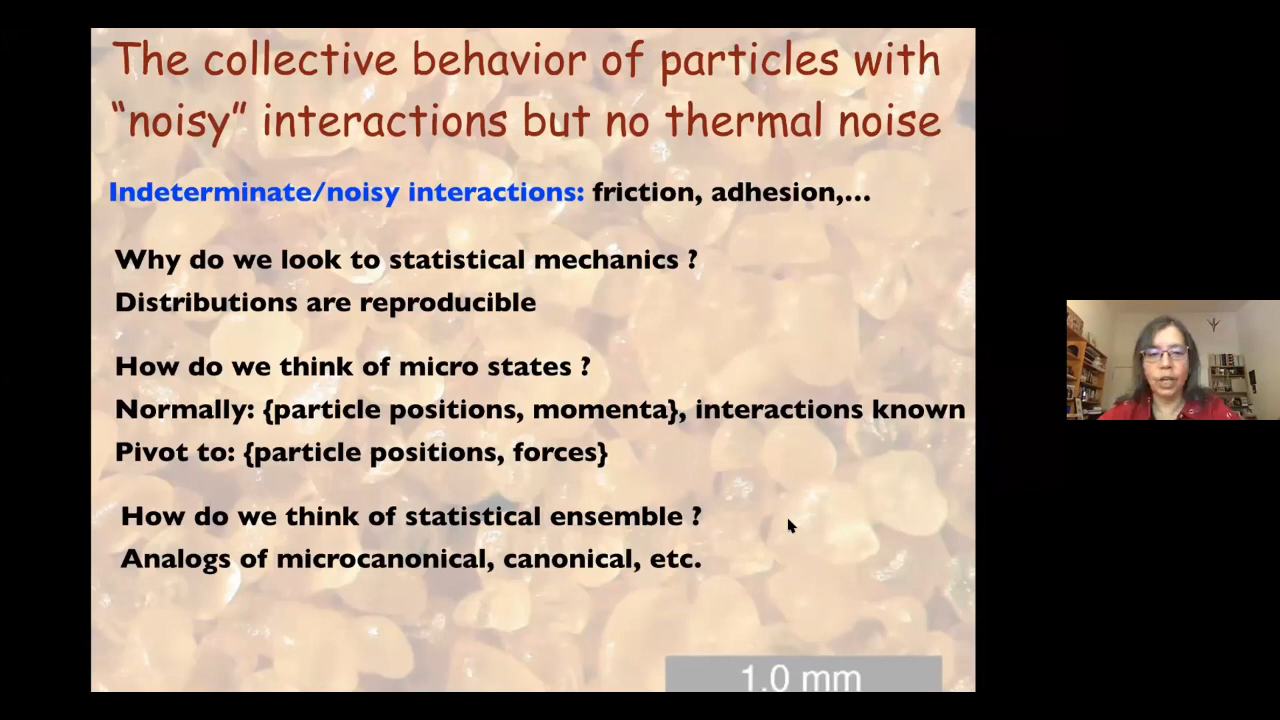 The collective behavior of particles with
“noisy” interactions but no thermal noise
Indeterminate/noisy interactions: friction, adhesion,...
Why do we look to statistical mechanics ?
Distributions are reproducible
How do we think of micro states ?
Normally: {particle positions, momenta}, interactions known
Pivot to: {particle positions, forces}
How do we think of statistical ensemble ?
Analogs of microcanonical, canonical, etc.
1.0 mm